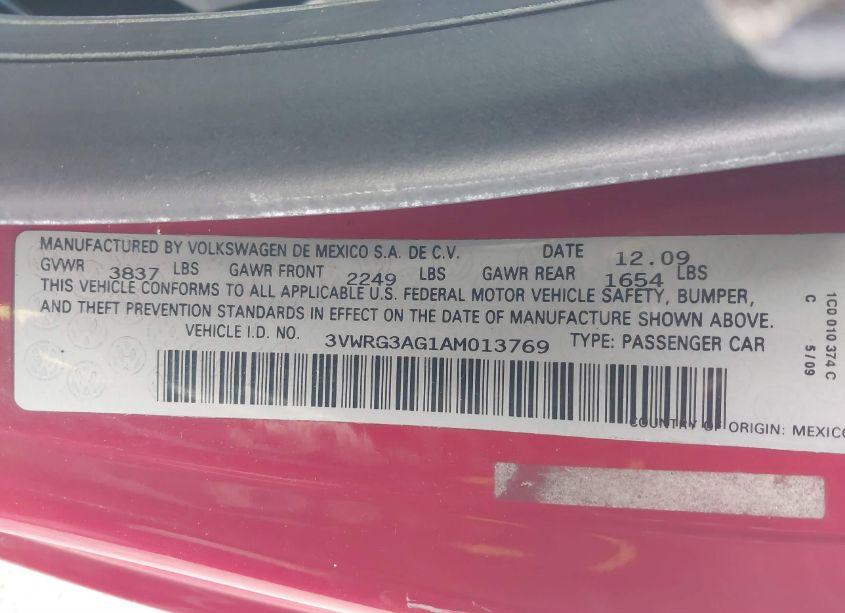 MANUFACTURED BY VOLKSWAGEN DE MEXICO S.A. DE C.V. DATE 12.09
GVWR 3837 LBS GAWR FRONT 2249 LBS GAWR REAR 1654 LBS
THIS VEHICLE CONFORMS TO ALL APPLICABLE U.S. FEDERAL MOTOR VEHICLE SAFETY, BUMPER,
AND THEFT PREVENTION STANDARDS IN EFFECT ON THE DATE OF MANUFACTURE SHOWN ABOVE.
VEHICLE I.D. NO. 3VWRG3AG1AM013769 TYPE: PASSENGER CAR
COUNTRY OF ORIGIN: MEXICO
1C0 010 374 C
C 5/09